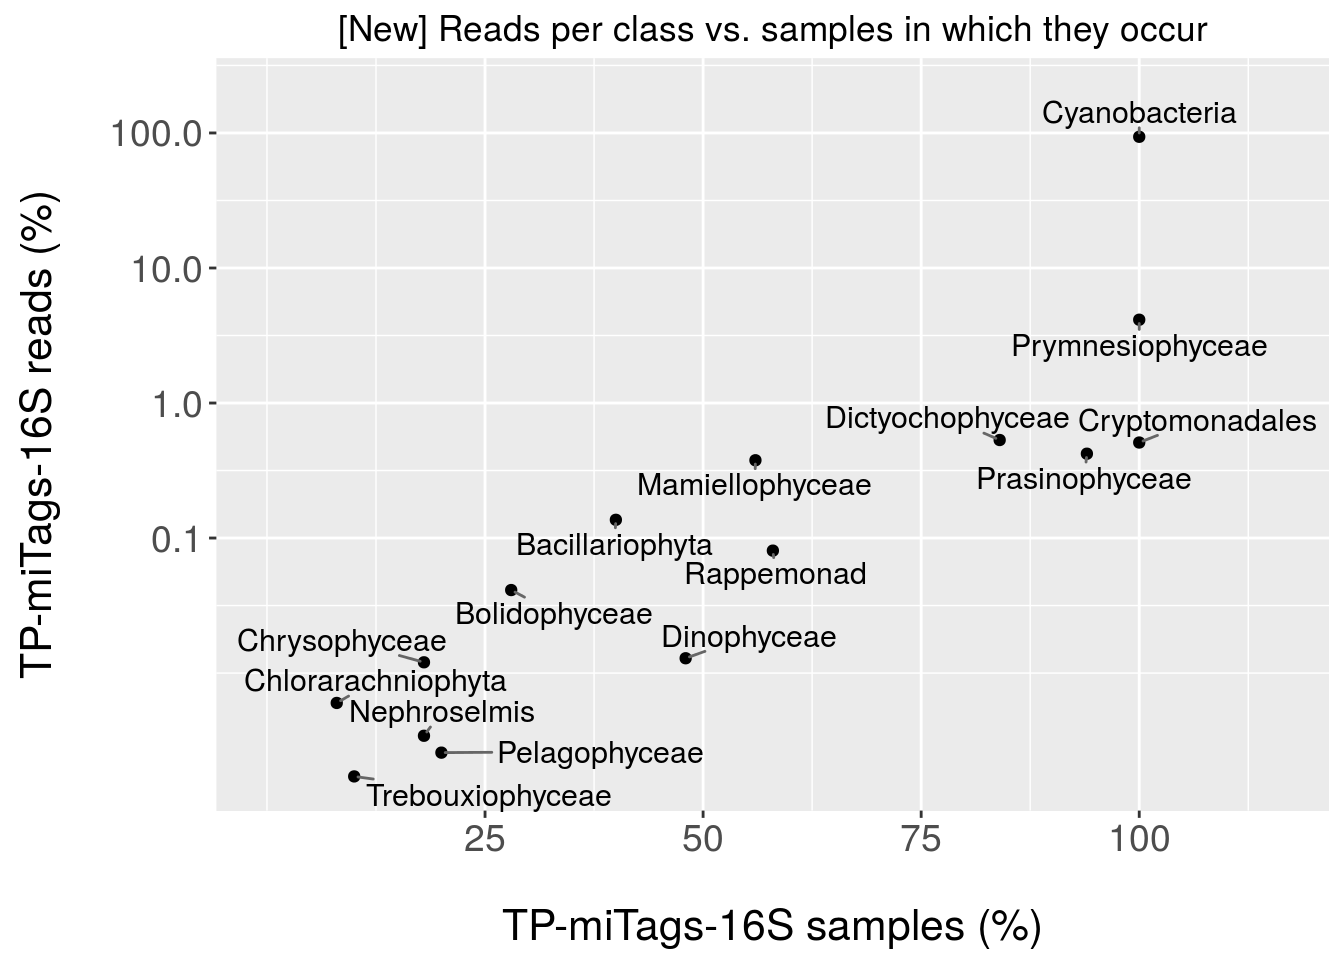 [New] Reads per class vs. samples in which they occur
TP-miTags-16S reads (%)
100.0
10.0
1.0
0.1
Cyanobacteria
Prymnesiophyceae
Dictyochophyceae
Cryptomonadales
Prasinophyceae
Mamiellophyceae
Bacillariophyta
Rappemonad
Bolidophyceae
Dinophyceae
Chrysophyceae
Chlorarachniophyta
Nephroselmis
Pelagophyceae
Trebouxiophyceae
25
50
75
100
TP-miTags-16S samples (%)